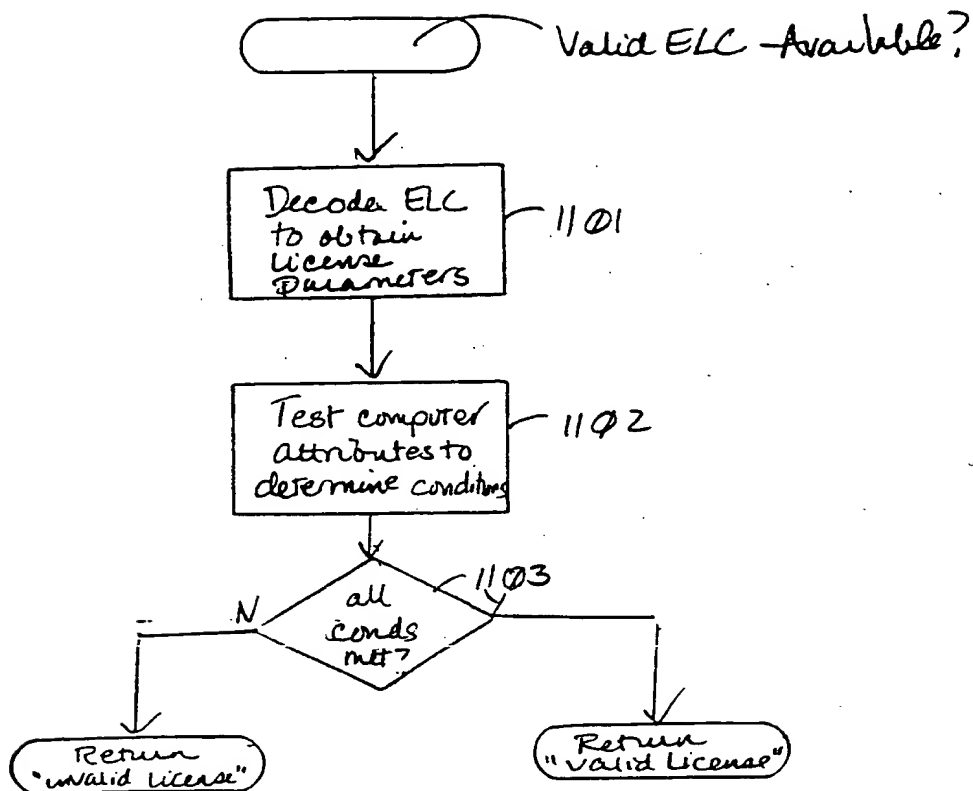 Valid ELC Available?
Decode ELC
to obtain
License
Parameters
1101
Test computer
attributes to
determine conditions
1102
1103
all
conds
met?
N
Return
"invalid License"
Return
"Valid License"